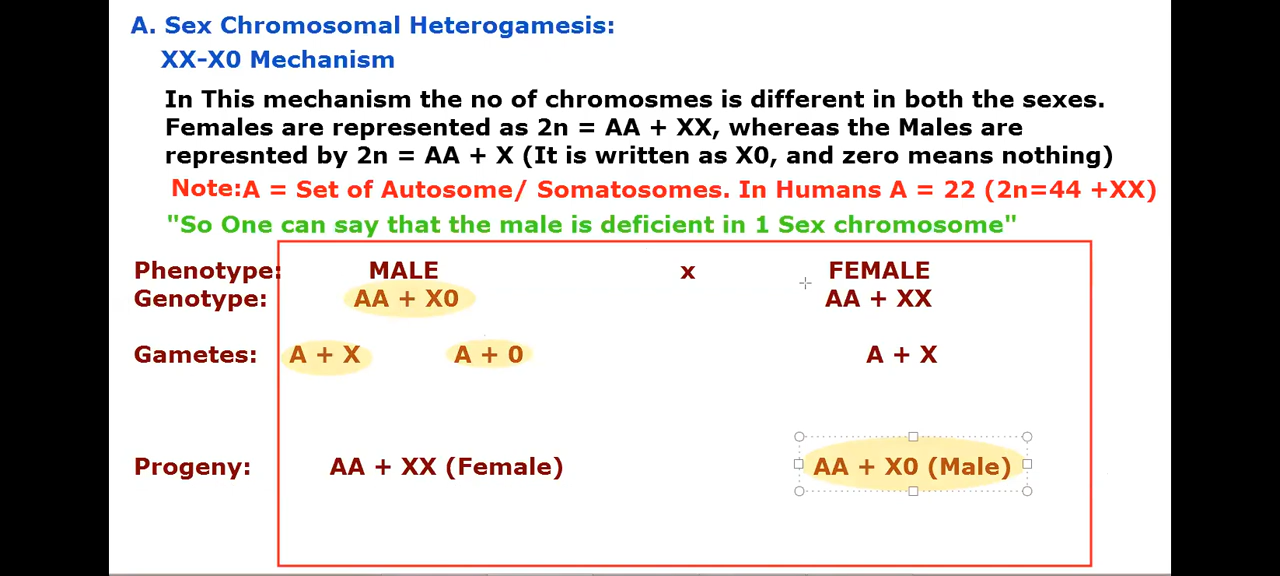 A. Sex Chromosomal Heterogamesis:
XX-X0 Mechanism
In This mechanism the no of chromosmes is different in both the sexes.
Females are represented as 2n = AA + XX, whereas the Males are
represnted by 2n = AA + X (It is written as X0, and zero means nothing)
Note:A = Set of Autosome/ Somatosomes. In Humans A = 22 (2n=44 +XX)
"So One can say that the male is deficient in 1 Sex chromosome"
Phenotype: MALE x FEMALE
Genotype: AA + X0 AA + XX
Gametes: A + X A + 0 A + X
Progeny: AA + XX (Female) AA + X0 (Male)